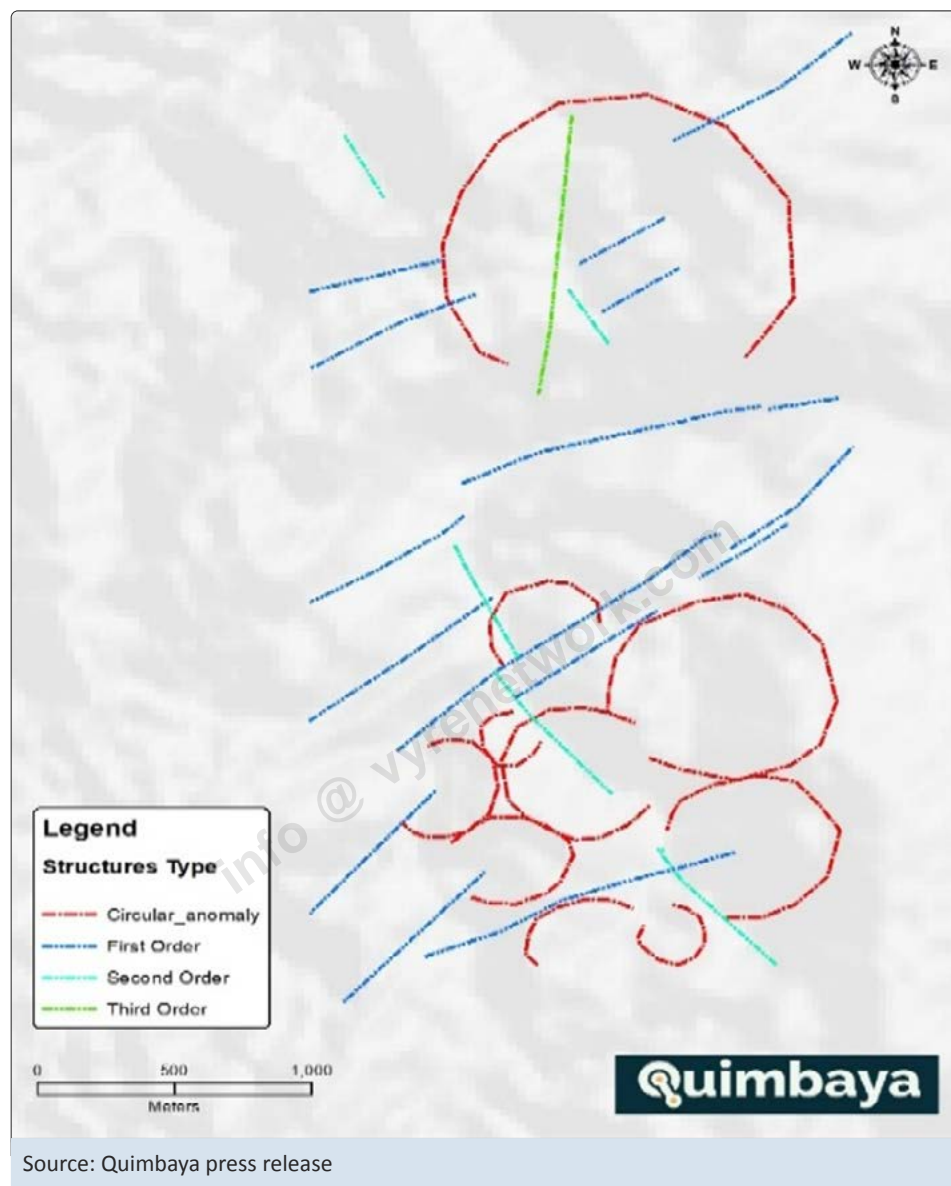 N
W E
S
info @ vyrenetwork.com
Legend
Structures Type
Circular_anomaly
First Order
Second Order
Third Order
0 500 1,000
Meters
Quimbaya
Source: Quimbaya press release